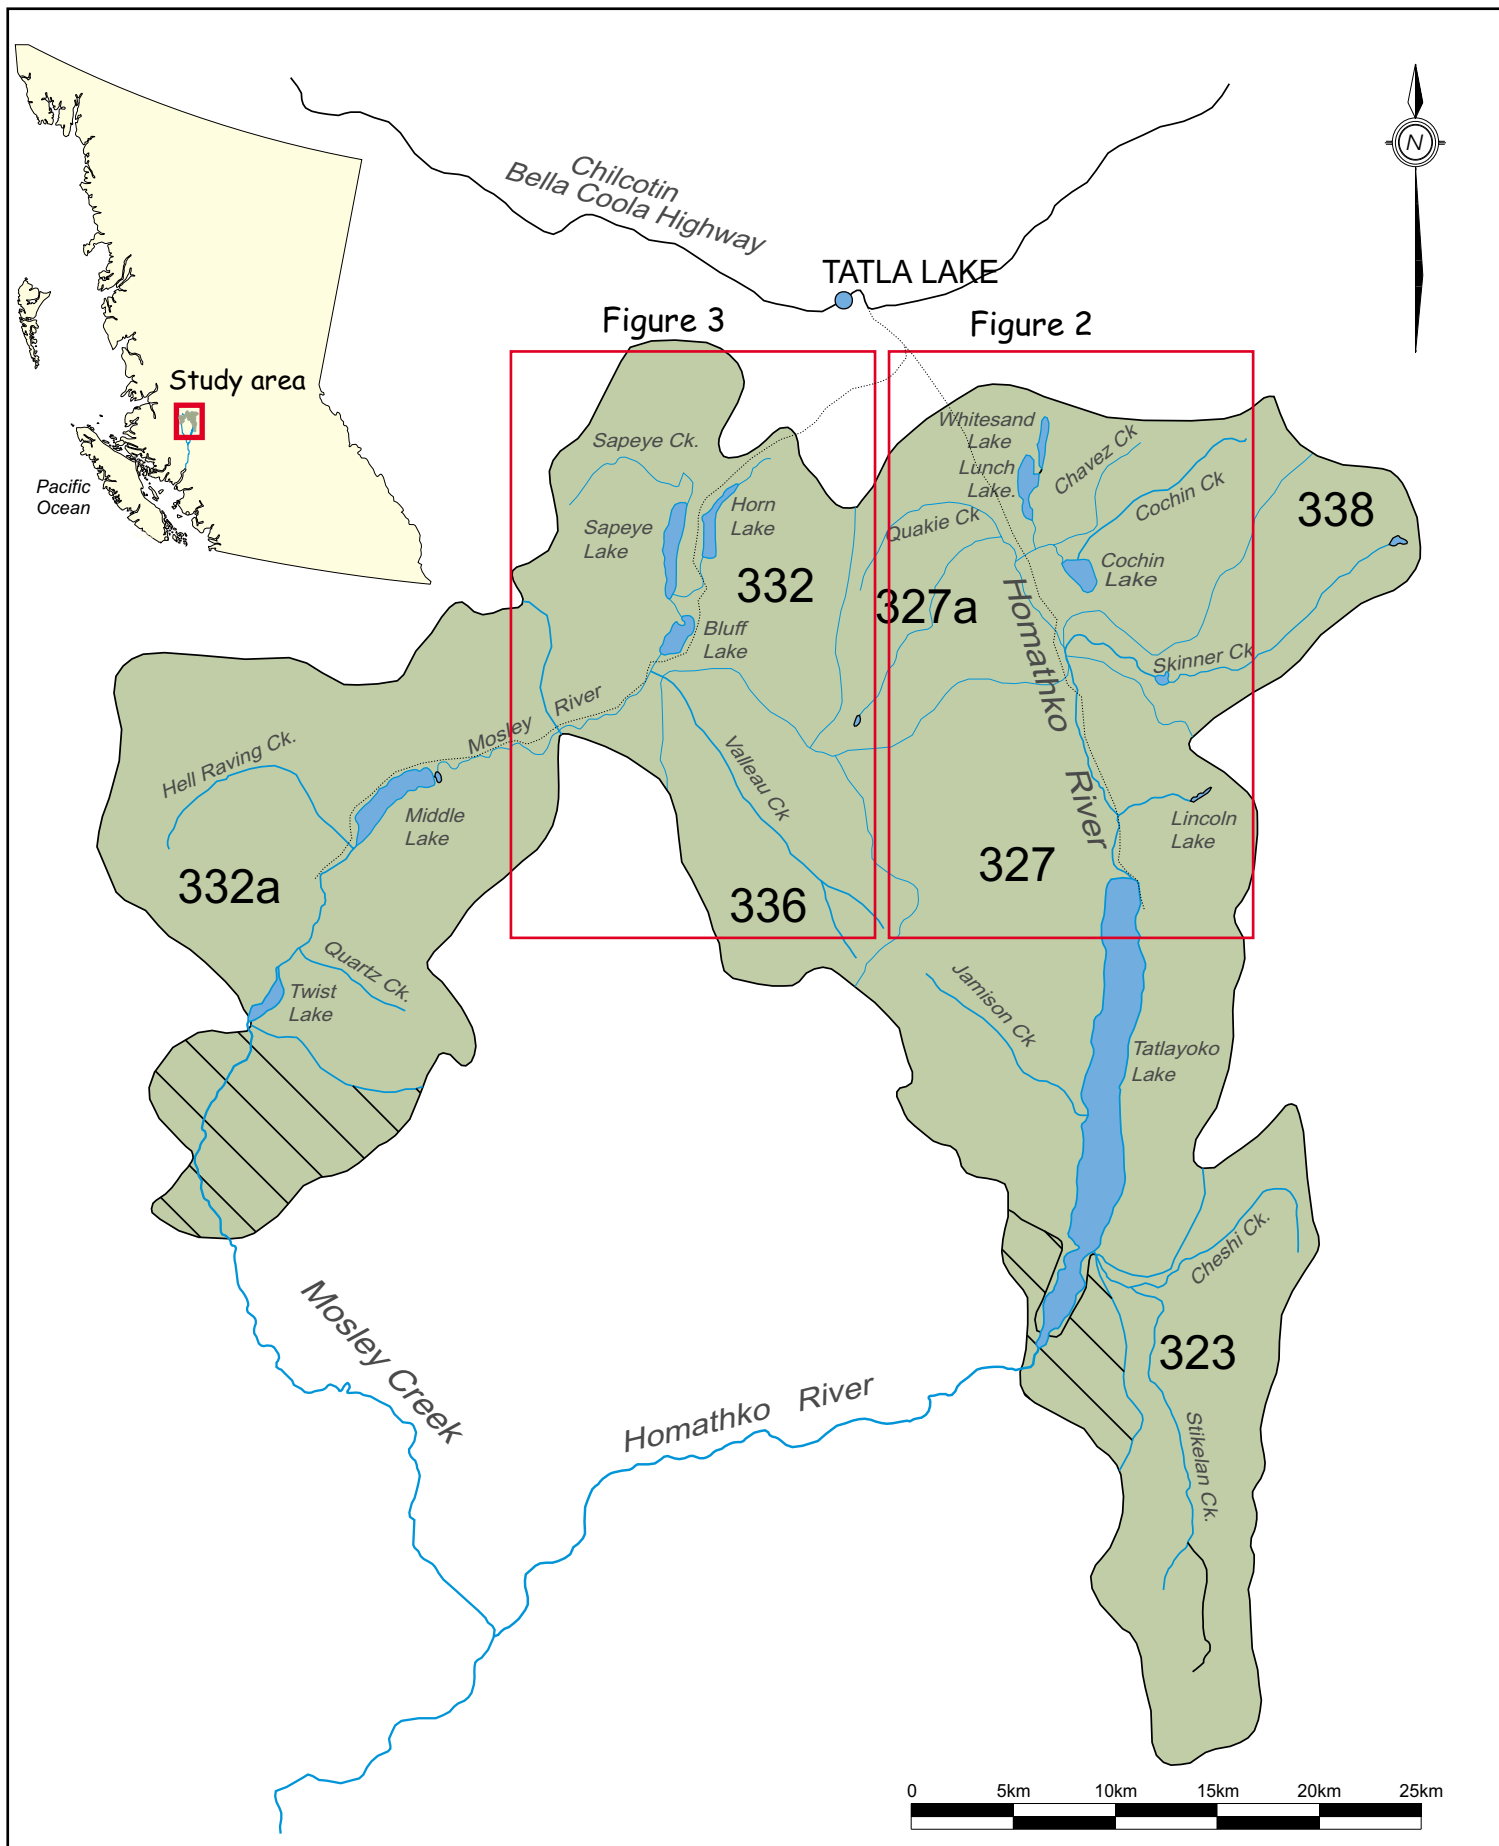 Chilcotin
Bella Coola Highway
N
TATLA LAKE
Figure 3
Figure 2
Study area
Pacific
Ocean
Sapeye Ck.
Whitesand
Lake
Lunch
Lake.
Chavez Ck
Cochin Ck
338
Sapeye
Lake
Horn
Lake
Quakie Ck
Cochin
Lake
332
327a
Homathko
River
Bluff
Lake
Skinner Ck
Mosley
River
Hell Raving Ck.
Valleau Ck
Middle
Lake
Lincoln
Lake
332a
336
327
Quartz Ck.
Twist
Lake
Jamison Ck
Tatlayoko
Lake
Cheshi Ck.
323
Mosley Creek
Homathko River
Stikelan Ck.
0 5km 10km 15km 20km 25km